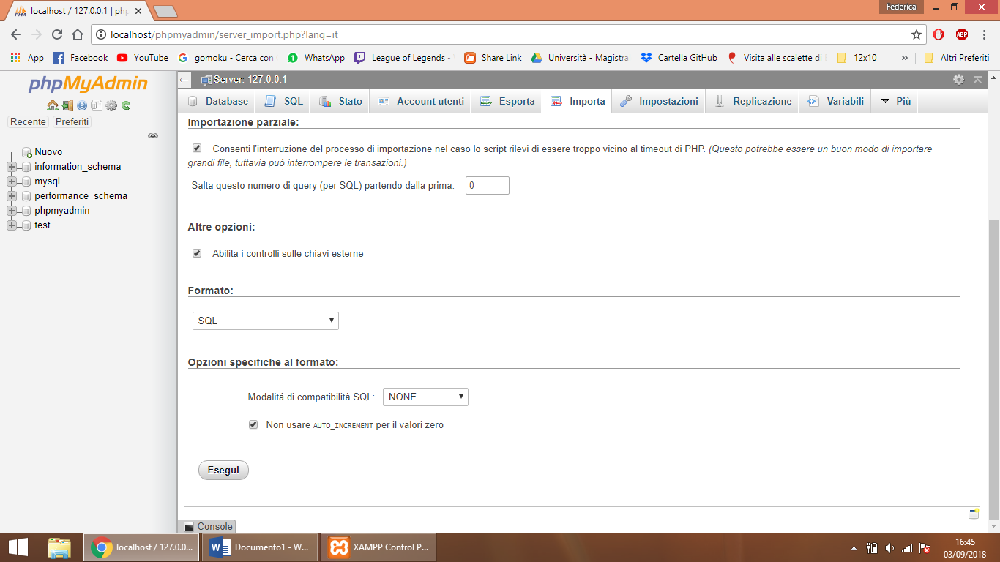 localhost / 127.0.0.1 | ph
Federica
localhost/phpmyadmin/server_import.php?lang=it
ABP
App
Facebook
YouTube
gomoku - Cerca con
WhatsApp
League of Legends -
Share Link
Università - Magistral
Cartella GitHub
Visita alle scalette di
12x10
»
Altri Preferiti
phpMyAdmin
Recente
Preferiti
Nuovo
information_schema
mysql
performance_schema
phpmyadmin
test
Server: 127.0.0.1
Database
SQL
Stato
Account utenti
Esporta
Importa
Impostazioni
Replicazione
Variabili
Più
Importazione parziale:
Consenti l'interruzione del processo di importazione nel caso lo script rilevi di essere troppo vicino al timeout di PHP. (Questo potrebbe essere un buon modo di importare
grandi file, tuttavia può interrompere le transazioni.)
Salta questo numero di query (per SQL) partendo dalla prima: 0
Altre opzioni:
Abilita i controlli sulle chiavi esterne
Formato:
SQL
Opzioni specifiche al formato:
Modalitá di compatibilità SQL: NONE
Non usare AUTO_INCREMENT per il valori zero
Esegui
Console
localhost / 127.0.0...
Documento1 - W...
XAMPP Control P...
16:45
03/09/2018